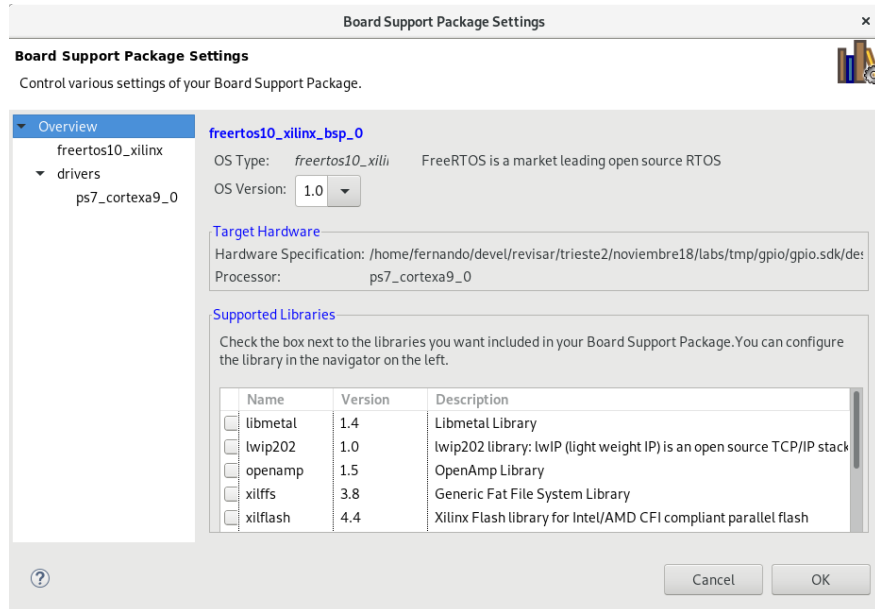 Board Support Package Settings
Board Support Package Settings
Control various settings of your Board Support Package.
Overview
freertos10_xilinx
drivers
ps7_cortexa9_0
freertos10_xilinx_bsp_0
OS Type: freertos10_xilii FreeRTOS is a market leading open source RTOS
OS Version: 1.0
Target Hardware
Hardware Specification: /home/fernando/devel/revisar/trieste2/noviembre18/labs/tmp/gpio/gpio.sdk/des
Processor: ps7_cortexa9_0
Supported Libraries
Check the box next to the libraries you want included in your Board Support Package.You can configure
the library in the navigator on the left.
Name Version Description
libmetal 1.4 Libmetal Library
lwip202 1.0 lwip202 library: lwIP (light weight IP) is an open source TCP/IP stack
openamp 1.5 OpenAmp Library
xilffs 3.8 Generic Fat File System Library
xilflash 4.4 Xilinx Flash library for Intel/AMD CFI compliant parallel flash
Cancel OK